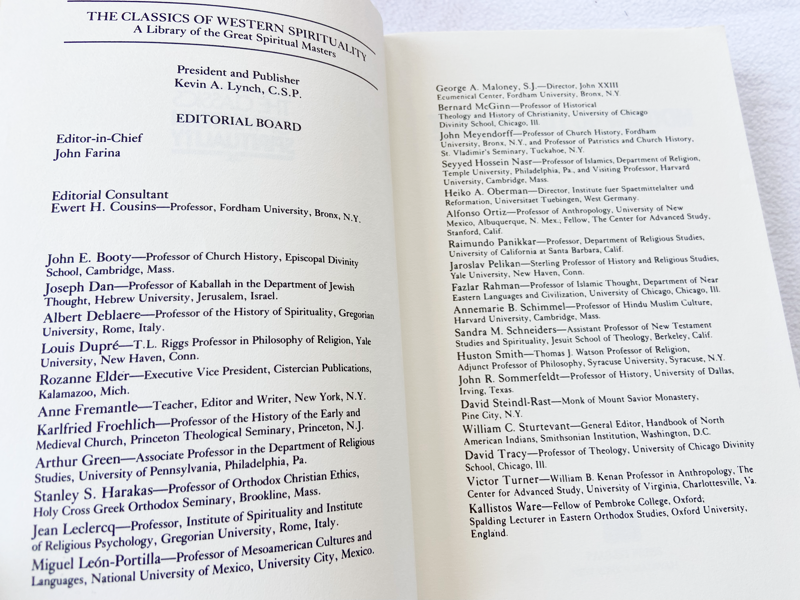 THE CLASSICS OF WESTERN SPIRITUALITY
A Library of the Great Spiritual Masters
President and Publisher
Kevin A. Lynch, C.S.P.
EDITORIAL BOARD
Editor-in-Chief
John Farina
Editorial Consultant
Ewert H. Cousins—Professor, Fordham University, Bronx, N.Y.
John E. Booty—Professor of Church History, Episcopal Divinity
School, Cambridge, Mass.
Joseph Dan—Professor of Kaballah in the Department of Jewish
Thought, Hebrew University, Jerusalem, Israel.
Albert Deblaere—Professor of the History of Spirituality, Gregorian
University, Rome, Italy.
Louis Dupré—T.L. Riggs Professor in Philosophy of Religion, Yale
University, New Haven, Conn.
Rozanne Elder—Executive Vice President, Cistercian Publications,
Kalamazoo, Mich.
Anne Fremantle—Teacher, Editor and Writer, New York, N.Y.
Karlfried Froehlich—Professor of the History of the Early and
Medieval Church, Princeton Theological Seminary, Princeton, N.J.
Arthur Green—Associate Professor in the Department of Religious
Studies, University of Pennsylvania, Philadelphia, Pa.
Stanley S. Harakas—Professor of Orthodox Christian Ethics,
Holy Cross Greek Orthodox Seminary, Brookline, Mass.
Jean Leclercq—Professor, Institute of Spirituality and Institute
of Religious Psychology, Gregorian University, Rome, Italy.
Miguel León-Portilla—Professor of Mesoamerican Cultures and
Languages, National University of Mexico, University City, Mexico.
George A. Maloney, S.J.—Director, John XXIII
Ecumenical Center, Fordham University, Bronx, N.Y.
Bernard McGinn—Professor of Historical
Theology and History of Christianity, University of Chicago
Divinity School, Chicago, Ill.
John Meyendorff—Professor of Church History, Fordham
University, Bronx, N.Y., and Professor of Patristics and Church History,
St. Vladimir's Seminary, Tuckahoe, N.Y.
Seyyed Hossein Nasr—Professor of Islamics, Department of Religion,
Temple University, Philadelphia, Pa., and Visiting Professor, Harvard
University, Cambridge, Mass.
Heiko A. Oberman—Director, Institute fuer Spaetmittelalter und
Reformation, Universitaet Tuebingen, West Germany.
Alfonso Ortiz—Professor of Anthropology, University of New
Mexico, Albuquerque, N. Mex.; Fellow, The Center for Advanced Study,
Stanford, Calif.
Raimundo Panikkar—Professor, Department of Religious Studies,
University of California at Santa Barbara, Calif.
Jaroslav Pelikan—Sterling Professor of History and Religious Studies,
Yale University, New Haven, Conn.
Fazlar Rahman—Professor of Islamic Thought, Department of Near
Eastern Languages and Civilization, University of Chicago, Chicago, Ill.
Annemarie B. Schimmel—Professor of Hindu Muslim Culture,
Harvard University, Cambridge, Mass.
Sandra M. Schneiders—Assistant Professor of New Testament
Studies and Spirituality, Jesuit School of Theology, Berkeley, Calif.
Huston Smith—Thomas J. Watson Professor of Religion,
Adjunct Professor of Philosophy, Syracuse University, Syracuse, N.Y.
John R. Sommerfeldt—Professor of History, University of Dallas,
Irving, Texas.
David Steindl-Rast—Monk of Mount Savior Monastery,
Pine City, N.Y.
William C. Sturtevant—General Editor, Handbook of North
American Indians, Smithsonian Institution, Washington, D.C.
David Tracy—Professor of Theology, University of Chicago Divinity
School, Chicago, Ill.
Victor Turner—William B. Kenan Professor in Anthropology, The
Center for Advanced Study, University of Virginia, Charlottesville, Va.
Kallistos Ware—Fellow of Pembroke College, Oxford;
Spalding Lecturer in Eastern Orthodox Studies, Oxford University,
England.